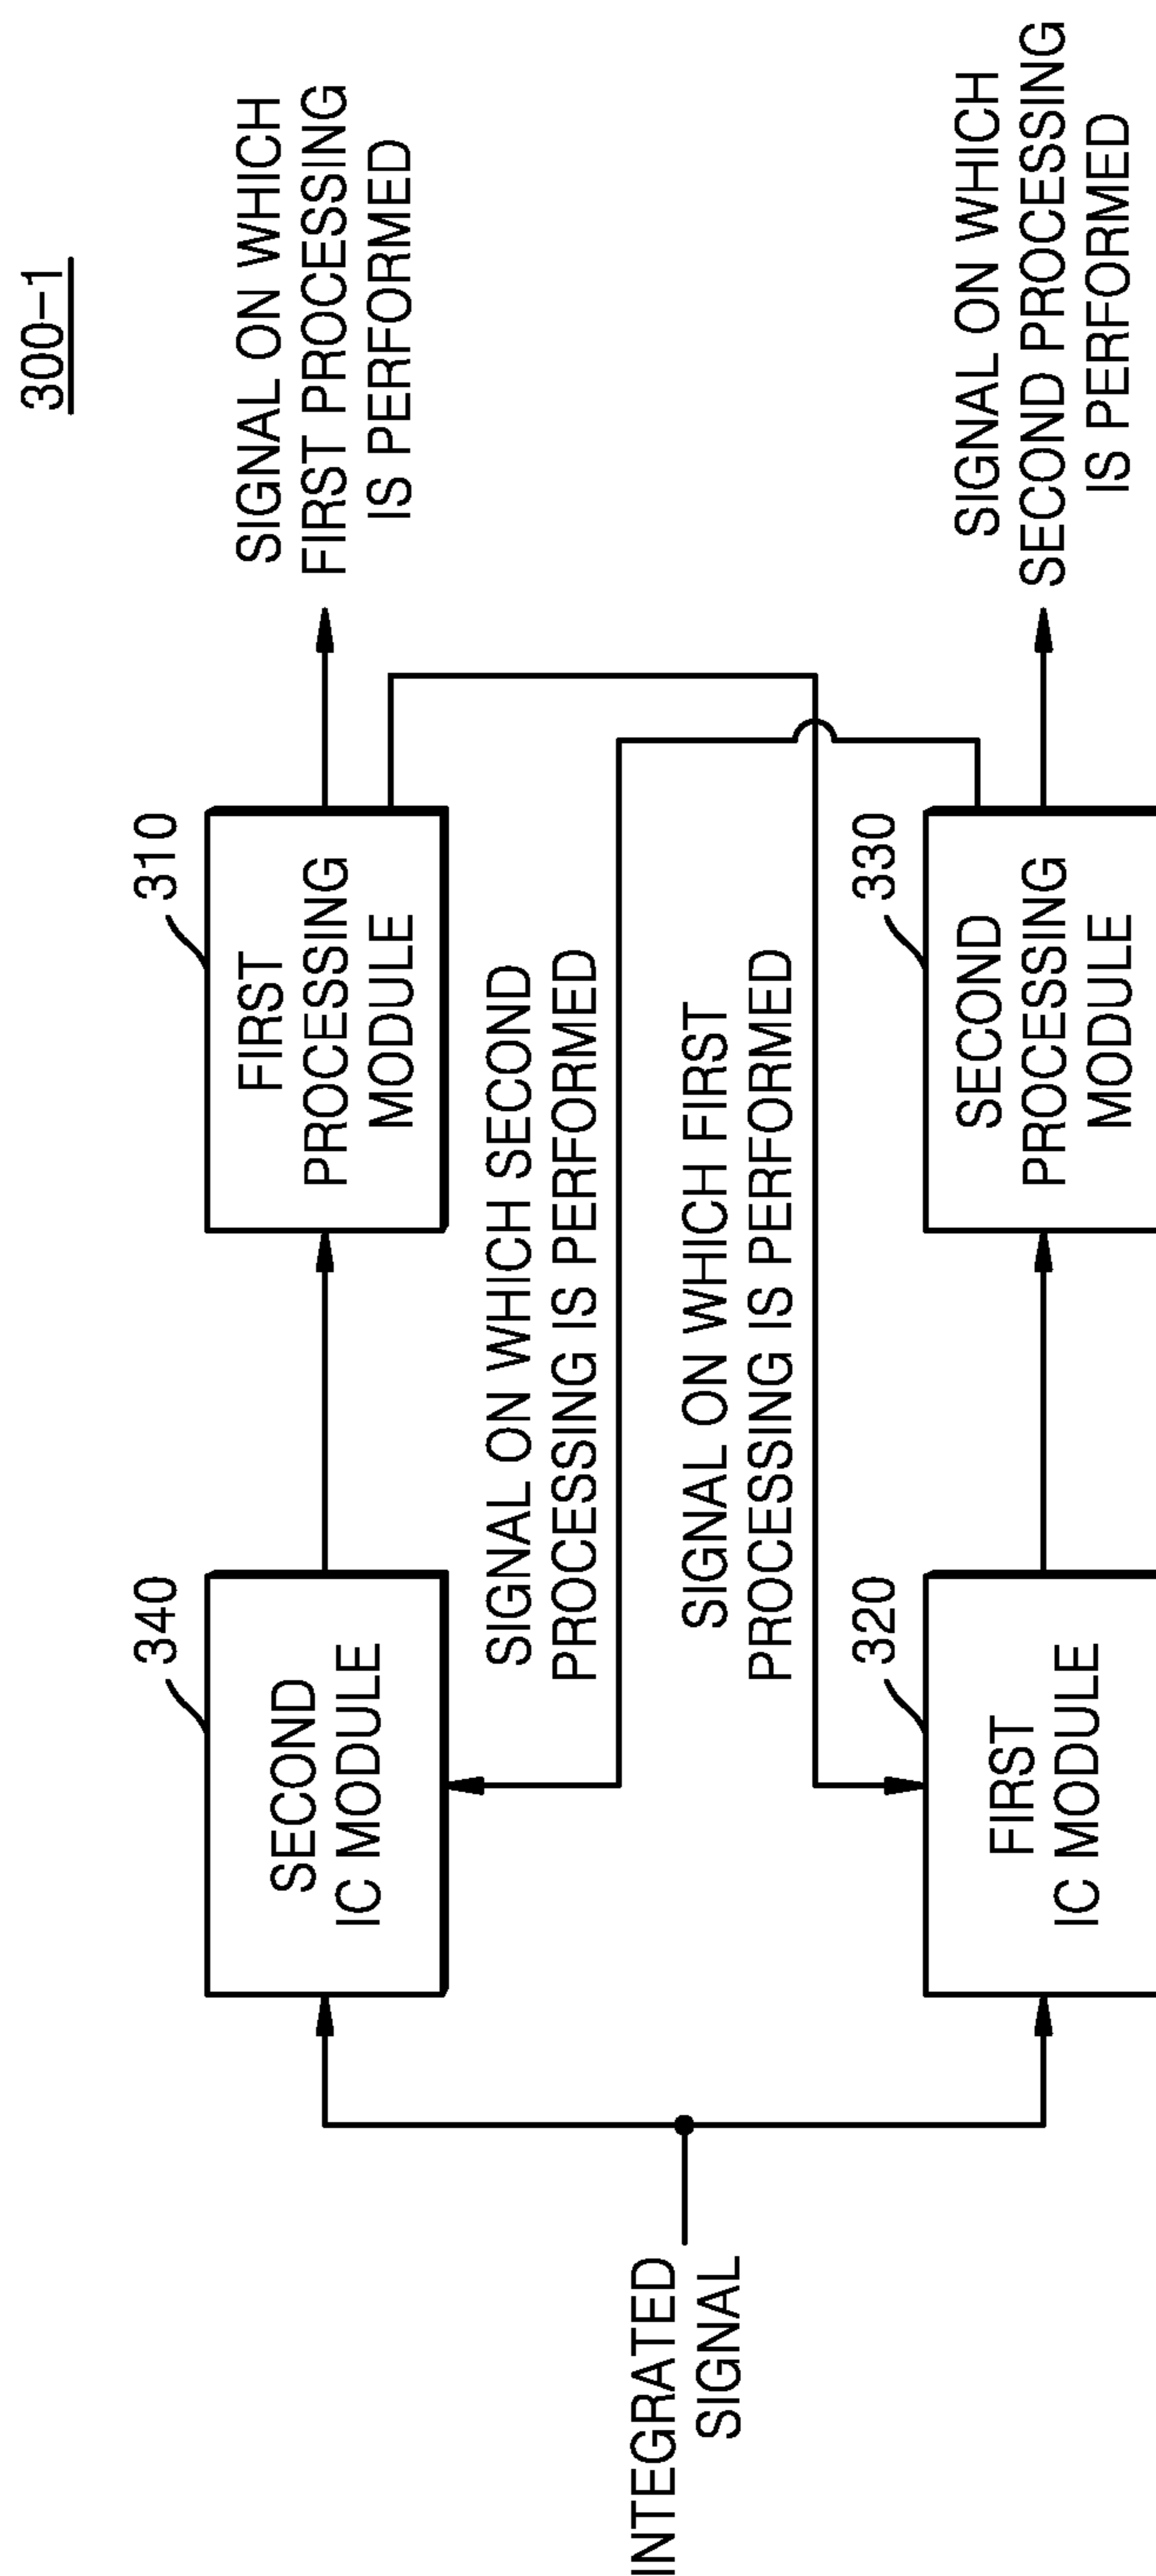 300-1
340
SECOND
IC MODULE
310
FIRST
PROCESSING
MODULE
SIGNAL ON WHICH
FIRST PROCESSING
IS PERFORMED
SIGNAL ON WHICH SECOND
PROCESSING IS PERFORMED
INTEGRATED
SIGNAL
SIGNAL ON WHICH FIRST
PROCESSING IS PERFORMED
320
FIRST
IC MODULE
330
SECOND
PROCESSING
MODULE
SIGNAL ON WHICH
SECOND PROCESSING
IS PERFORMED